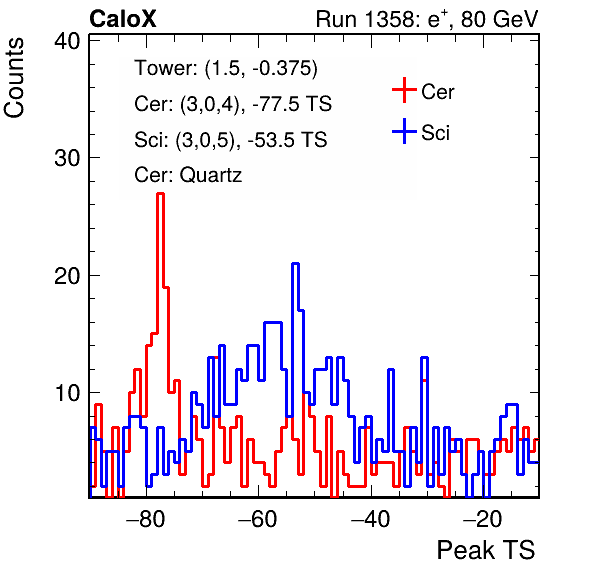 CaloX Run 1358: e⁺, 80 GeV
Counts
40
30
20
10
Tower: (1.5, -0.375)
Cer: (3,0,4), -77.5 TS
Sci: (3,0,5), -53.5 TS
Cer: Quartz
Cer
Sci
−80 −60 −40 −20
Peak TS